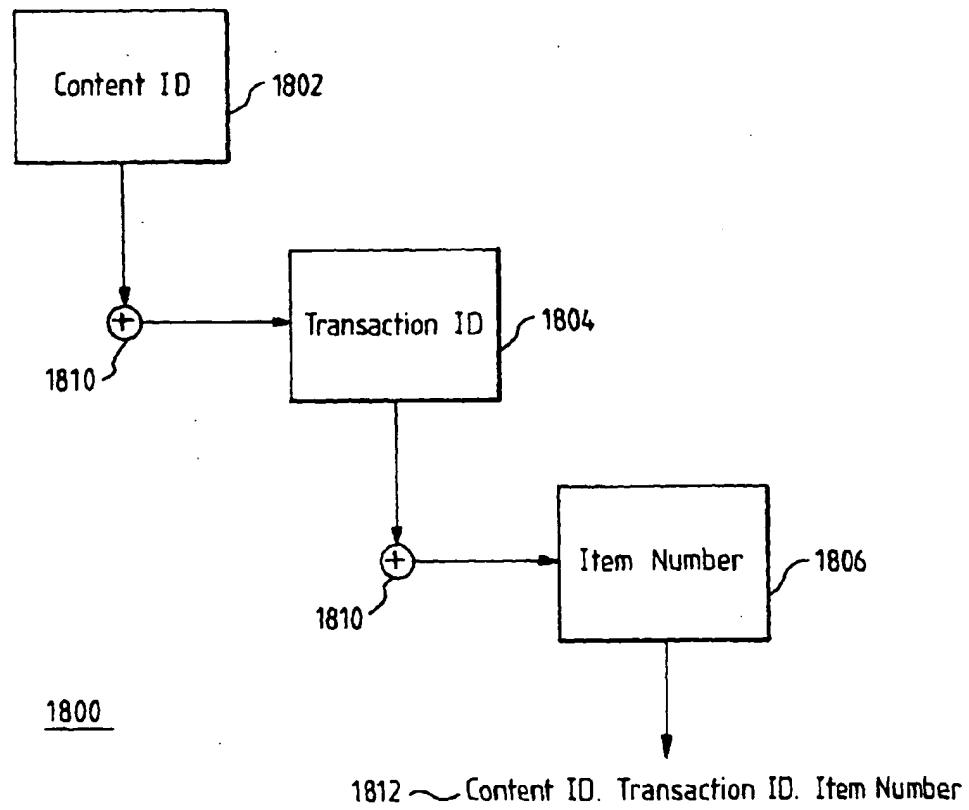 Content ID
1802
+
1810
Transaction ID
1804
+
1810
Item Number
1806
1800
1812 Content ID. Transaction ID. Item Number